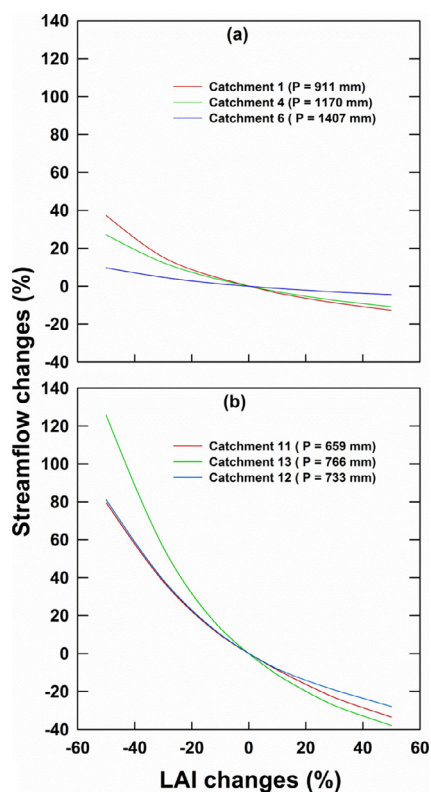 140
(a)
120
Catchment 1 (P = 911 mm)
100
Catchment 4 (P = 1170 mm)
Catchment 6 ( P = 1407 mm)
80
60
40
20
0
-20
-40
140
(b)
120
Catchment 11 ( P = 659 mm)
100
Catchment 13 ( P = 766 mm)
Catchment 12 ( P = 733 mm)
80
60
40
20
0
-20
-40
-60 -40 -20 0 20 40 60
Streamflow changes (%)
LAI changes (%)